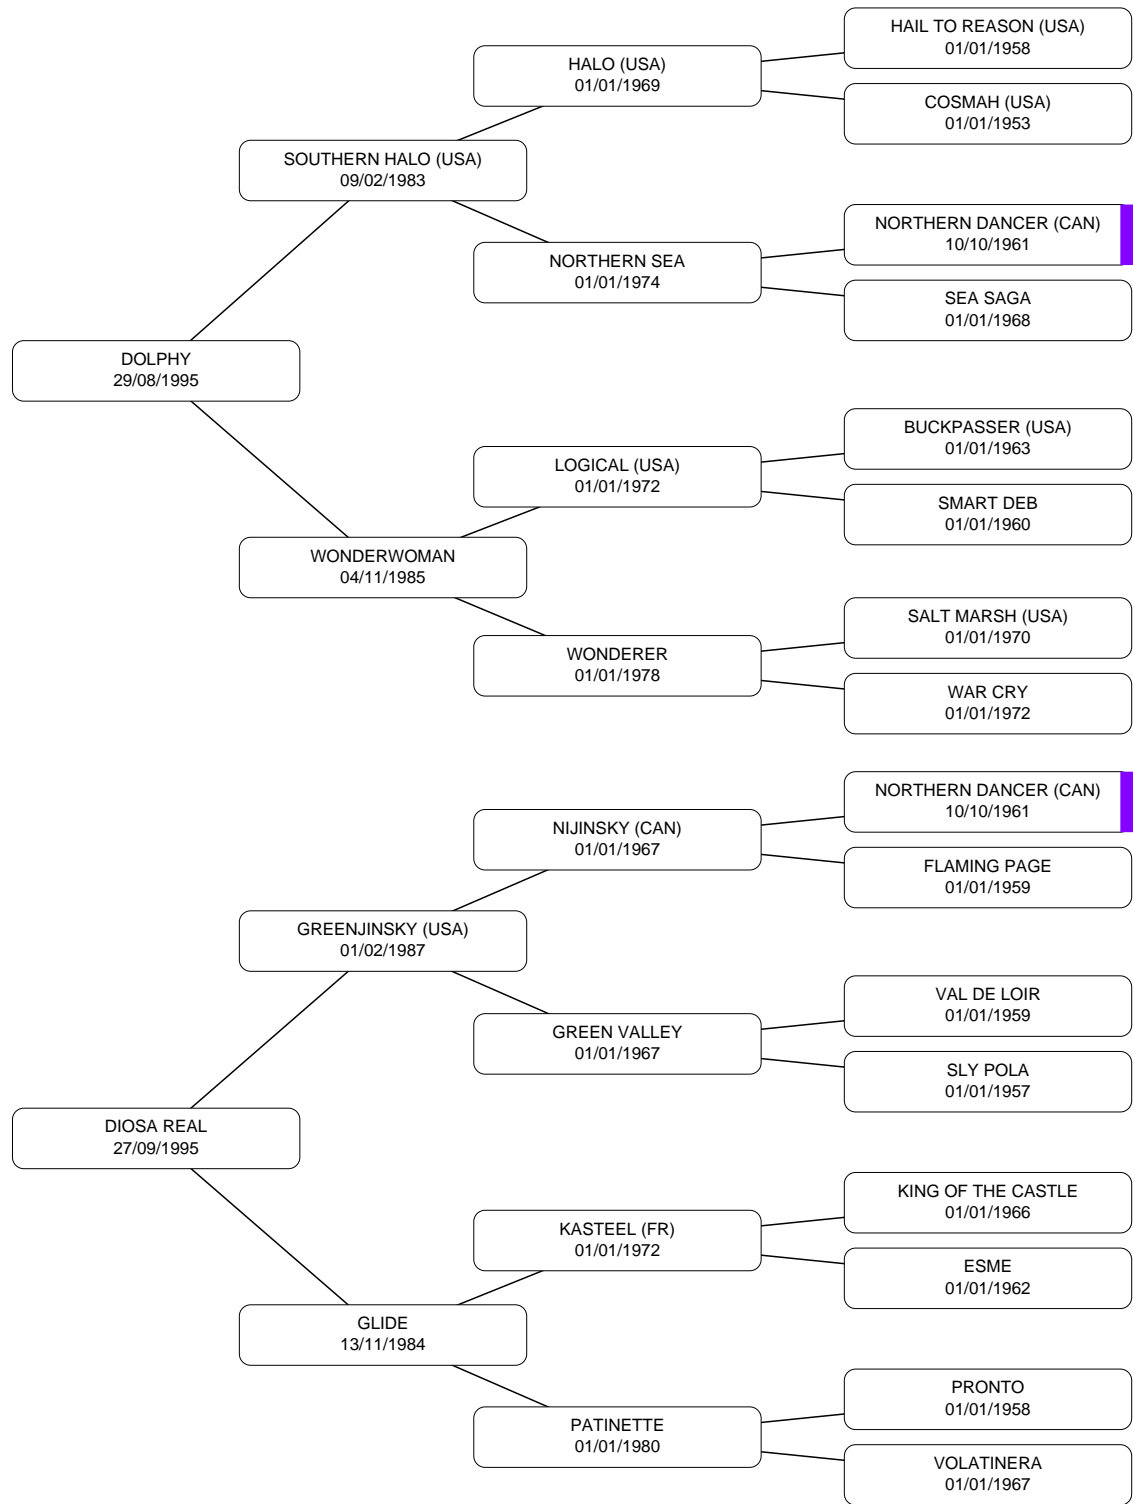 HAIL TO REASON (USA)
01/01/1958
HALO (USA)
01/01/1969
COSMAH (USA)
01/01/1953
SOUTHERN HALO (USA)
09/02/1983
NORTHERN DANCER (CAN)
10/10/1961
NORTHERN SEA
01/01/1974
SEA SAGA
01/01/1968
DOLPHY
29/08/1995
BUCKPASSER (USA)
01/01/1963
LOGICAL (USA)
01/01/1972
SMART DEB
01/01/1960
WONDERWOMAN
04/11/1985
SALT MARSH (USA)
01/01/1970
WONDERER
01/01/1978
WAR CRY
01/01/1972
NORTHERN DANCER (CAN)
10/10/1961
NIJINSKY (CAN)
01/01/1967
FLAMING PAGE
01/01/1959
GREENJINSKY (USA)
01/02/1987
VAL DE LOIR
01/01/1959
GREEN VALLEY
01/01/1967
SLY POLA
01/01/1957
DIOSA REAL
27/09/1995
KING OF THE CASTLE
01/01/1966
KASTEEL (FR)
01/01/1972
ESME
01/01/1962
GLIDE
13/11/1984
PRONTO
01/01/1958
PATINETTE
01/01/1980
VOLATINERA
01/01/1967